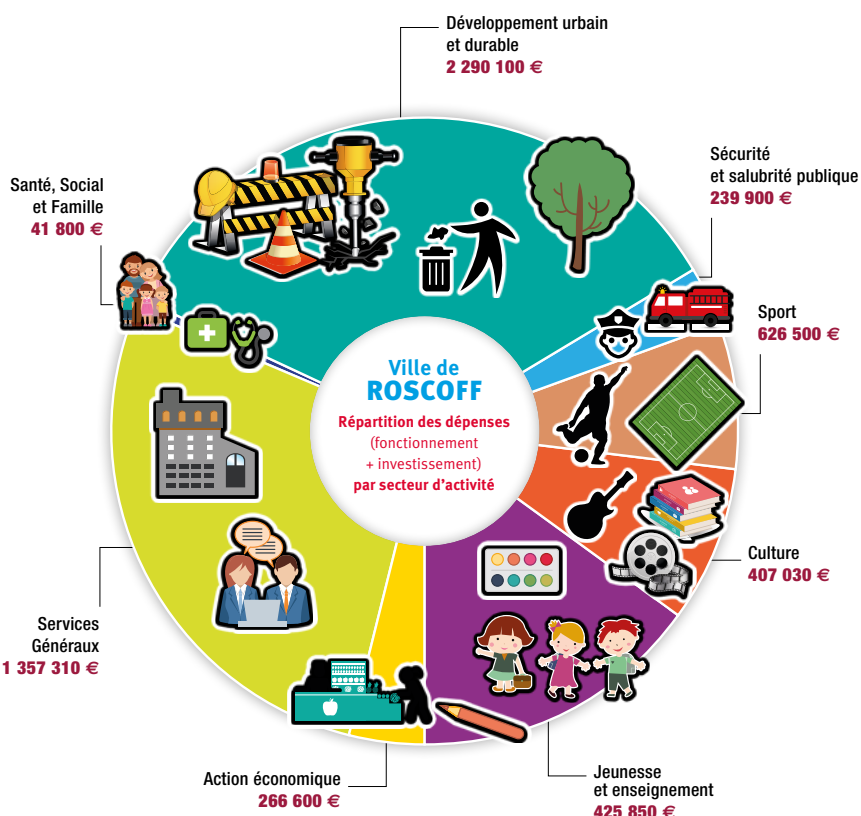 Développement urbain
et durable
2 290 100 €
Sécurité
et salubrité publique
239 900 €
Santé, Social
et Famille
41 800 €
Sport
626 500 €
Ville de
ROSCOFF
Répartition des dépenses
(fonctionnement
+ investissement)
par secteur d'activité
Culture
407 030 €
Services
Généraux
1 357 310 €
Action économique
266 600 €
Jeunesse
et enseignement
425 850 €